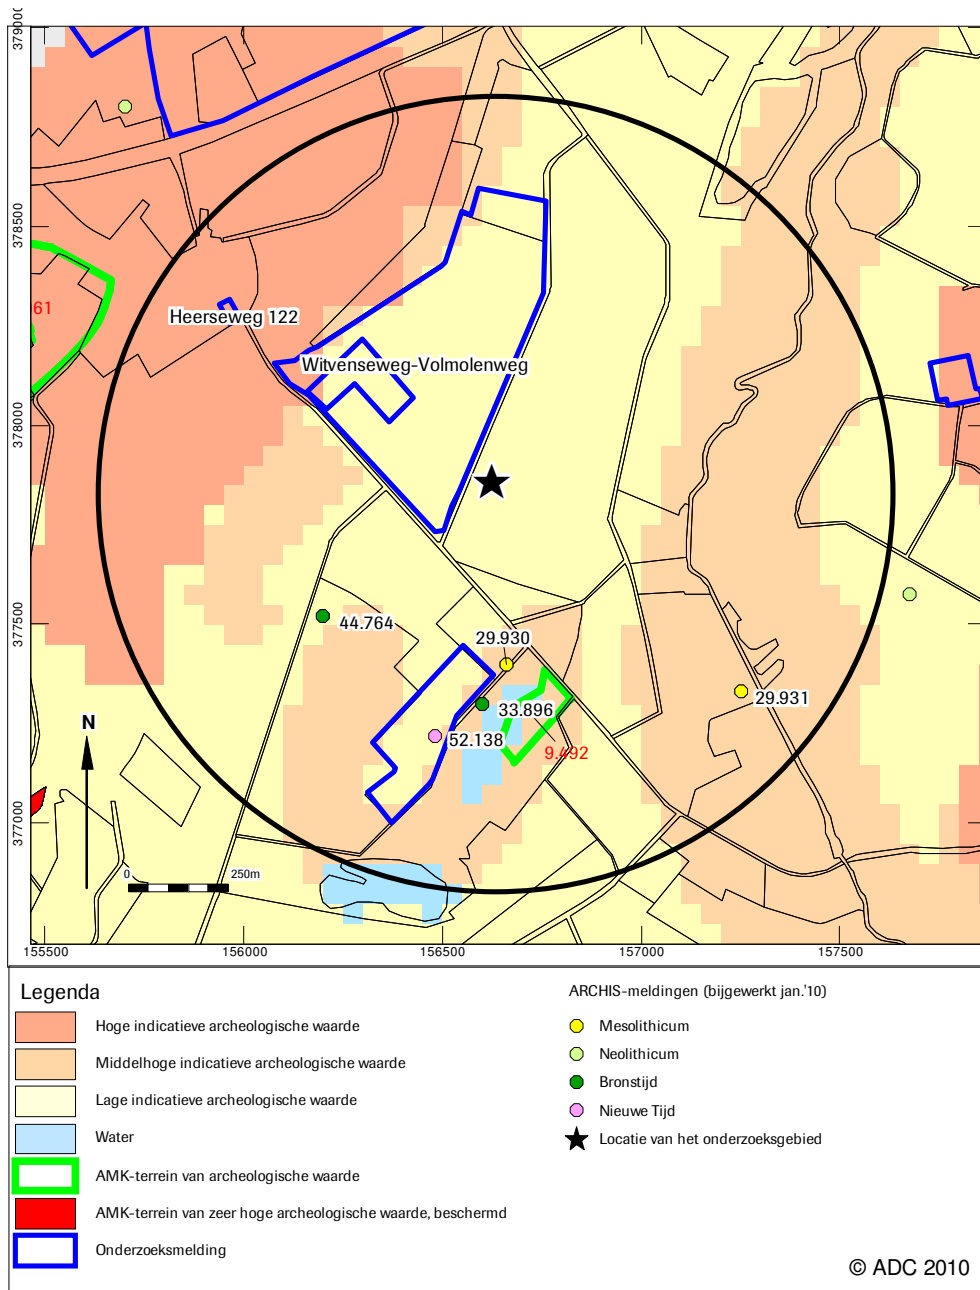 379000
378500
378000
377500
377000
61
Heerseweg 122
Witvenseweg-Volmolenweg
44.764
29.930
29.931
33.896
52.138
9.492
N
0
250m
155500
156000
156500
157000
157500
Legenda
Hoge indicatieve archeologische waarde
Middelhoge indicatieve archeologische waarde
Lage indicatieve archeologische waarde
Water
AMK-terrein van archeologische waarde
AMK-terrein van zeer hoge archeologische waarde, beschermd
Onderzoeksmelding
ARCHIS-meldingen (bijgewerkt jan.'10)
Mesolithicum
Neolithicum
Bronstijd
Nieuwe Tijd
Locatie van het onderzoeksgebied
© ADC 2010